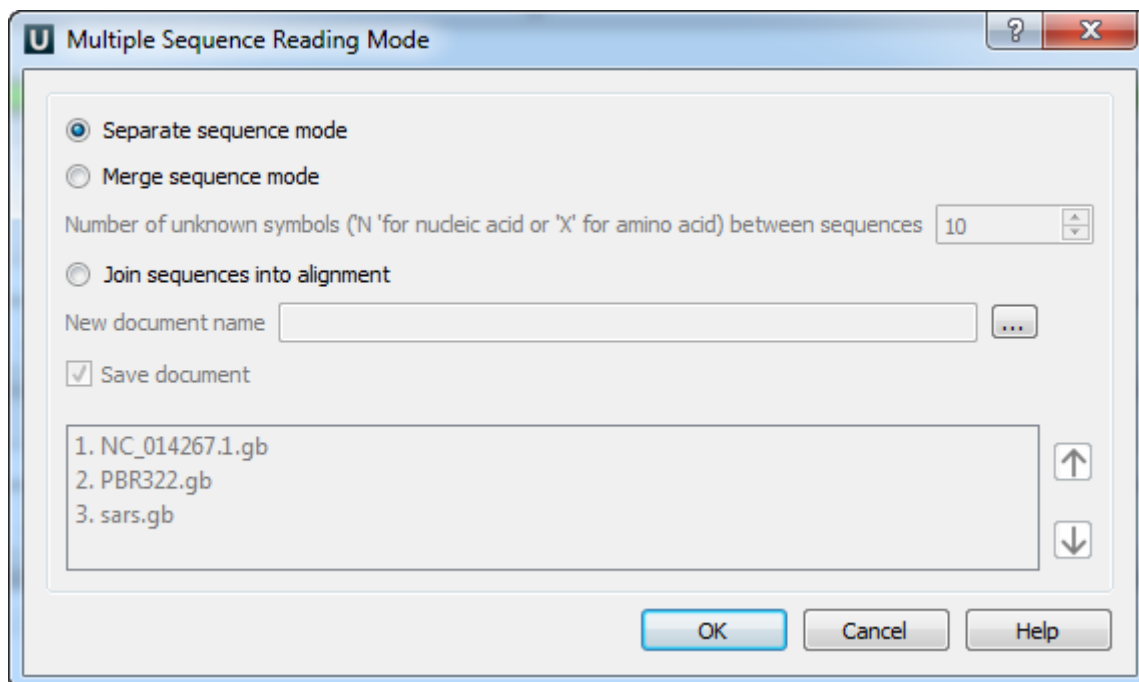 U Multiple Sequence Reading Mode ? X
Separate sequence mode
Merge sequence mode
Number of unknown symbols ('N 'for nucleic acid or 'X' for amino acid) between sequences 10
Join sequences into alignment
New document name ...
Save document
1. NC_014267.1.gb
2. PBR322.gb
3. sars.gb
OK Cancel Help